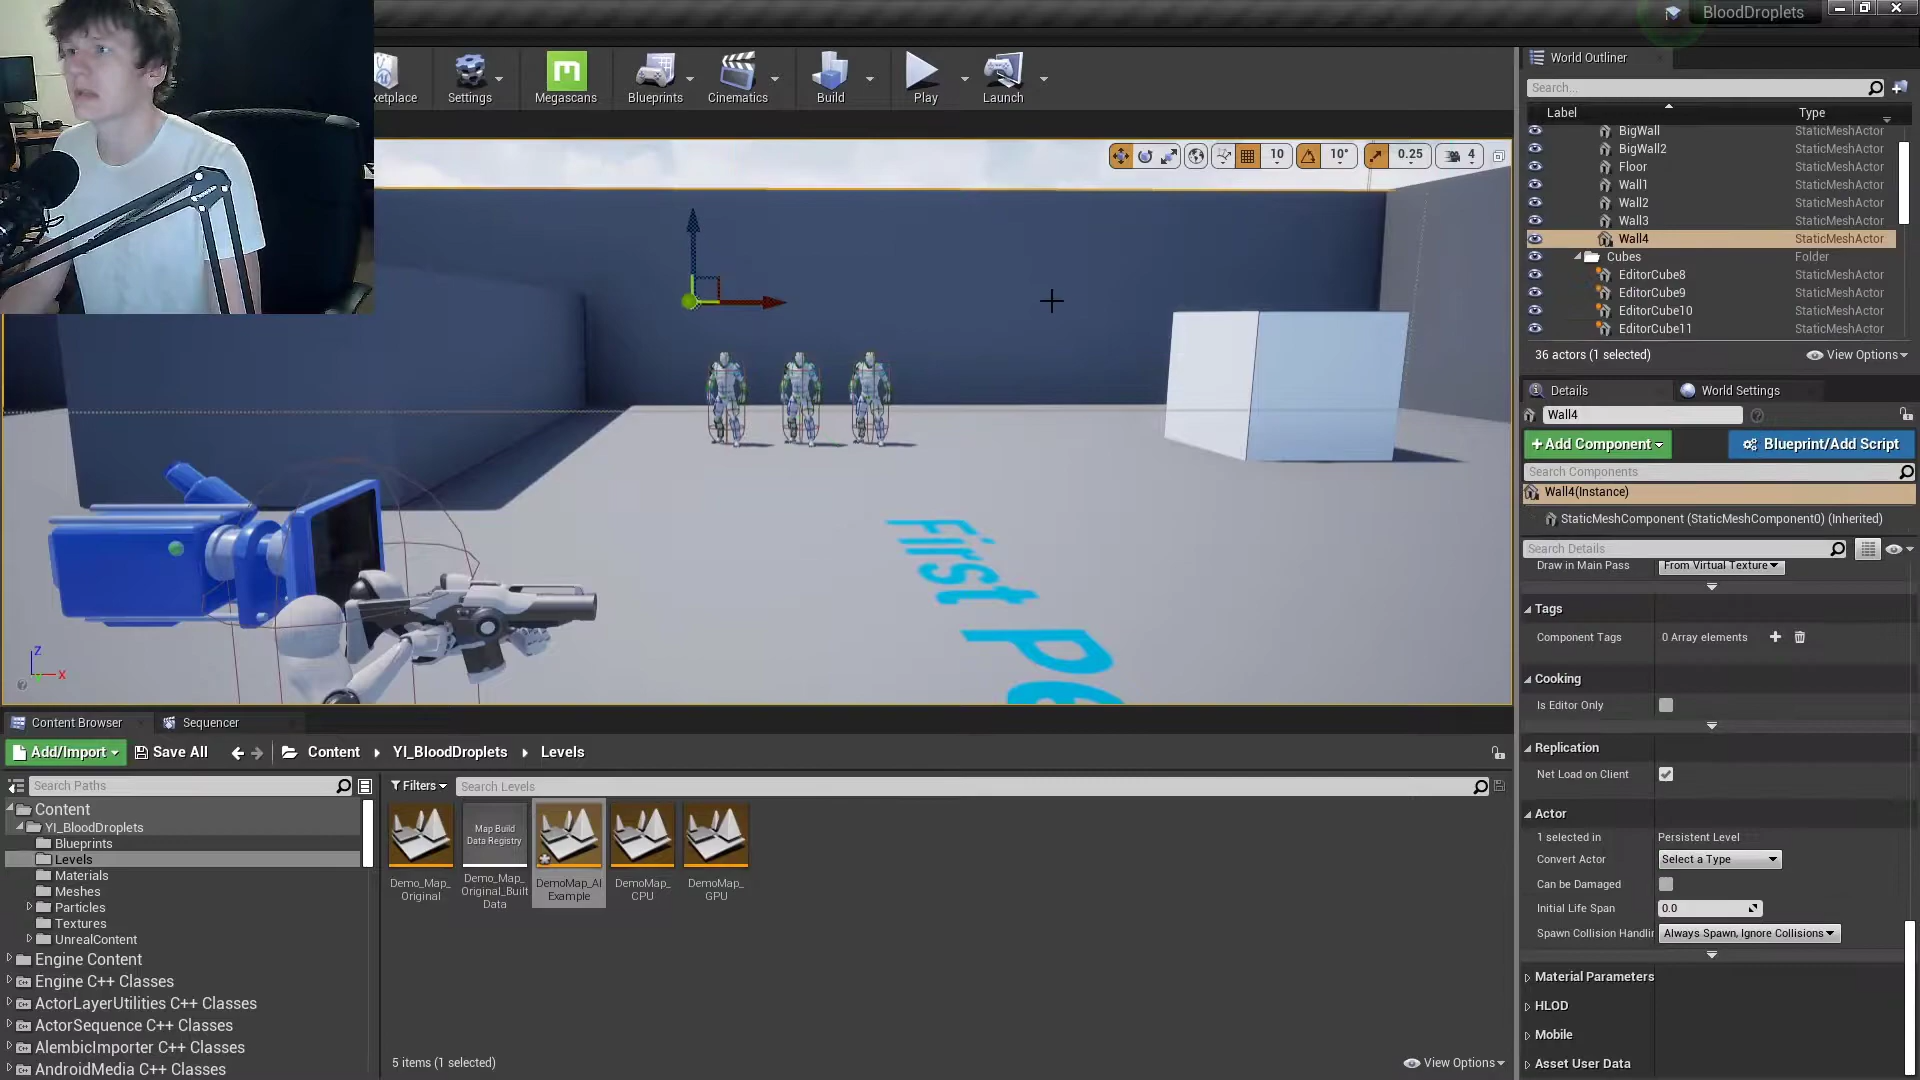 BloodDroplets
ketplace
Settings
Megascans
Blueprints
Cinematics
Build
Play
Launch
10
10°
0.25
4
First Pe
Z
X
World Outliner
Search...
Label
Type
BigWall
StaticMeshActor
BigWall2
StaticMeshActor
Floor
StaticMeshActor
Wall1
StaticMeshActor
Wall2
StaticMeshActor
Wall3
StaticMeshActor
Wall4
StaticMeshActor
Cubes
Folder
EditorCube8
StaticMeshActor
EditorCube9
StaticMeshActor
EditorCube10
StaticMeshActor
EditorCube11
StaticMeshActor
36 actors (1 selected)
View Options
Details
World Settings
Wall4
+Add Component
Blueprint/Add Script
Search Components
Wall4(Instance)
StaticMeshComponent (StaticMeshComponent0) (Inherited)
Search Details
Draw in Main Pass
From Virtual Texture
Tags
Component Tags
0 Array elements
Cooking
Is Editor Only
Replication
Net Load on Client
Actor
1 selected in
Persistent Level
Convert Actor
Select a Type
Can be Damaged
Initial Life Span
0.0
Spawn Collision Handlin
Always Spawn, Ignore Collisions
Material Parameters
HLOD
Mobile
Asset User Data
Content Browser
Sequencer
Add/Import
Save All
Content
YI_BloodDroplets
Levels
Search Paths
Filters
Search Levels
Content
YI_BloodDroplets
Blueprints
Levels
Materials
Meshes
Particles
Textures
UnrealContent
Engine Content
Engine C++ Classes
ActorLayerUtilities C++ Classes
ActorSequence C++ Classes
AlembicImporter C++ Classes
AndroidMedia C++ Classes
Map Build
Data Registry
Demo_Map_
Original
Demo_Map_
Original_Built
Data
DemoMap_AI
Example
DemoMap_
CPU
DemoMap_
GPU
5 items (1 selected)
View Options